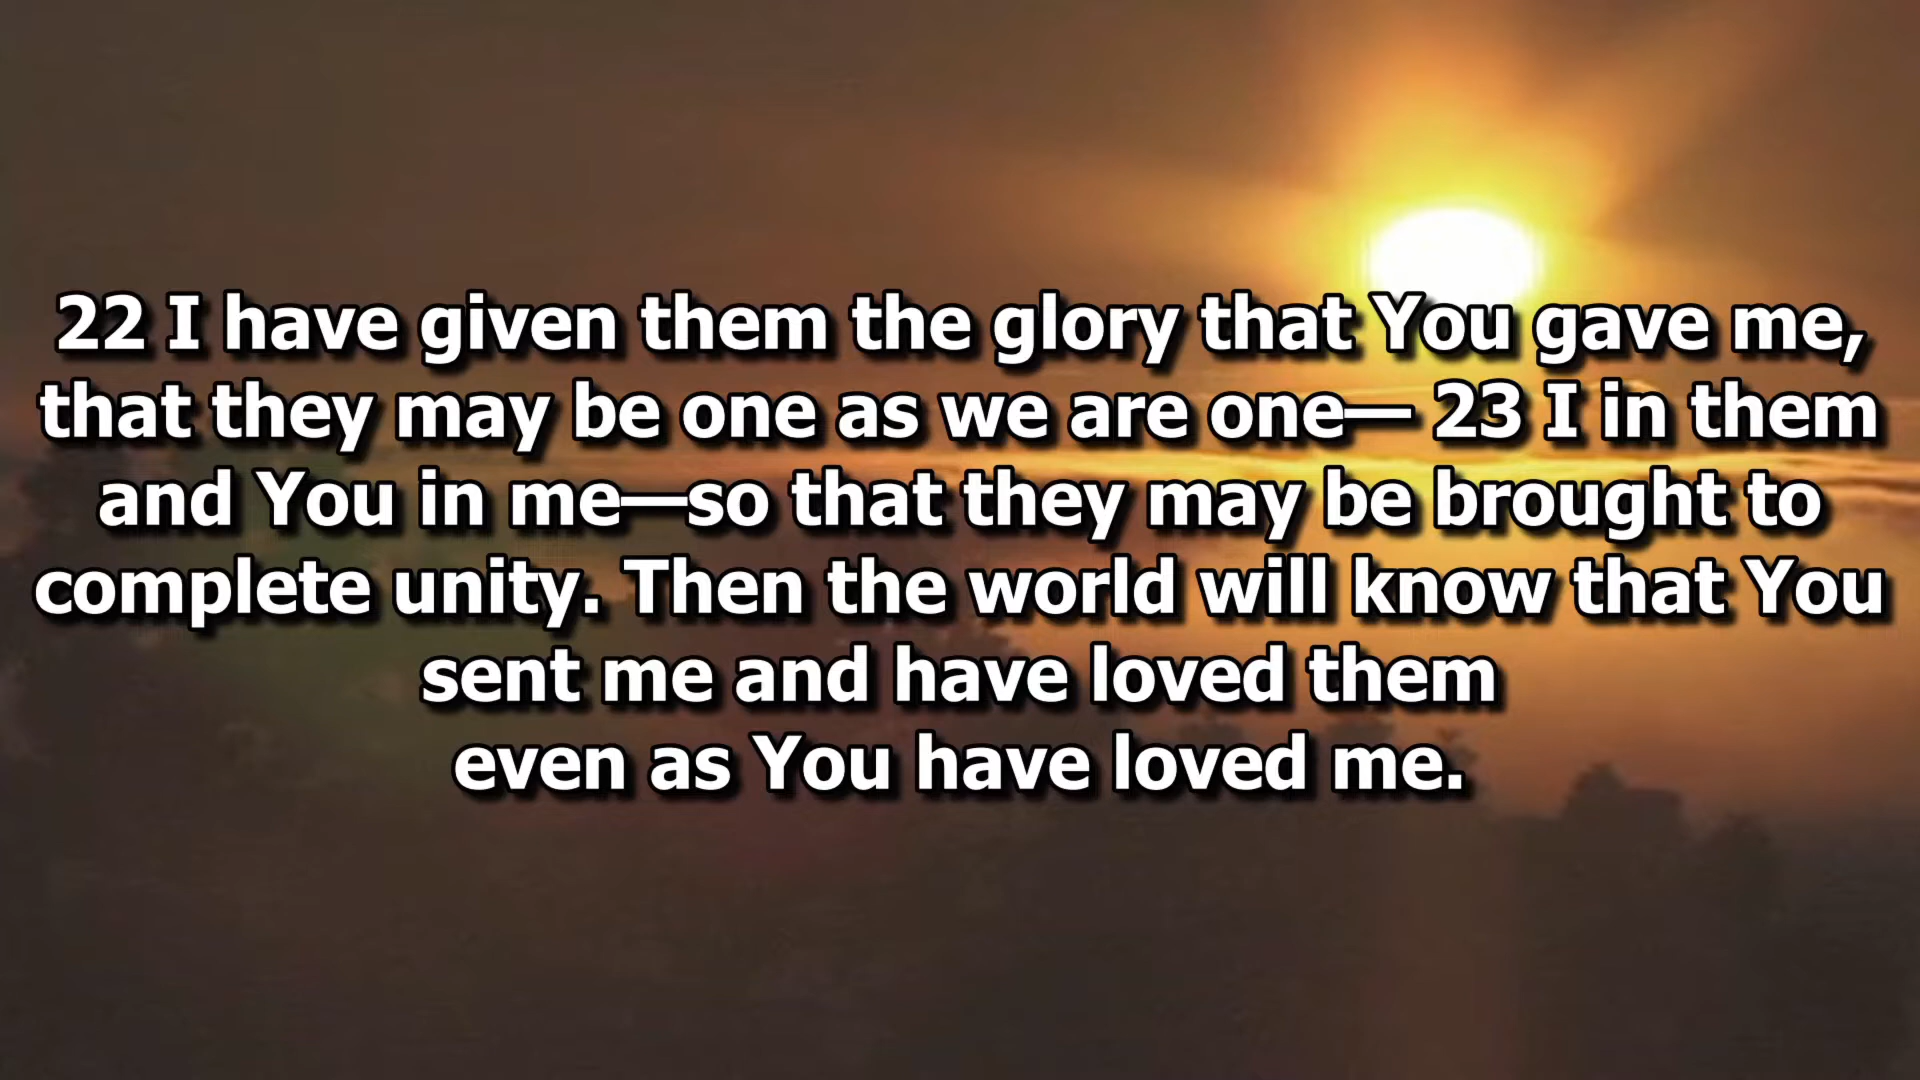 22 I have given them the glory that You gave me,
that they may be one as we are one— 23 I in them
and You in me—so that they may be brought to
complete unity. Then the world will know that You
sent me and have loved them
even as You have loved me.